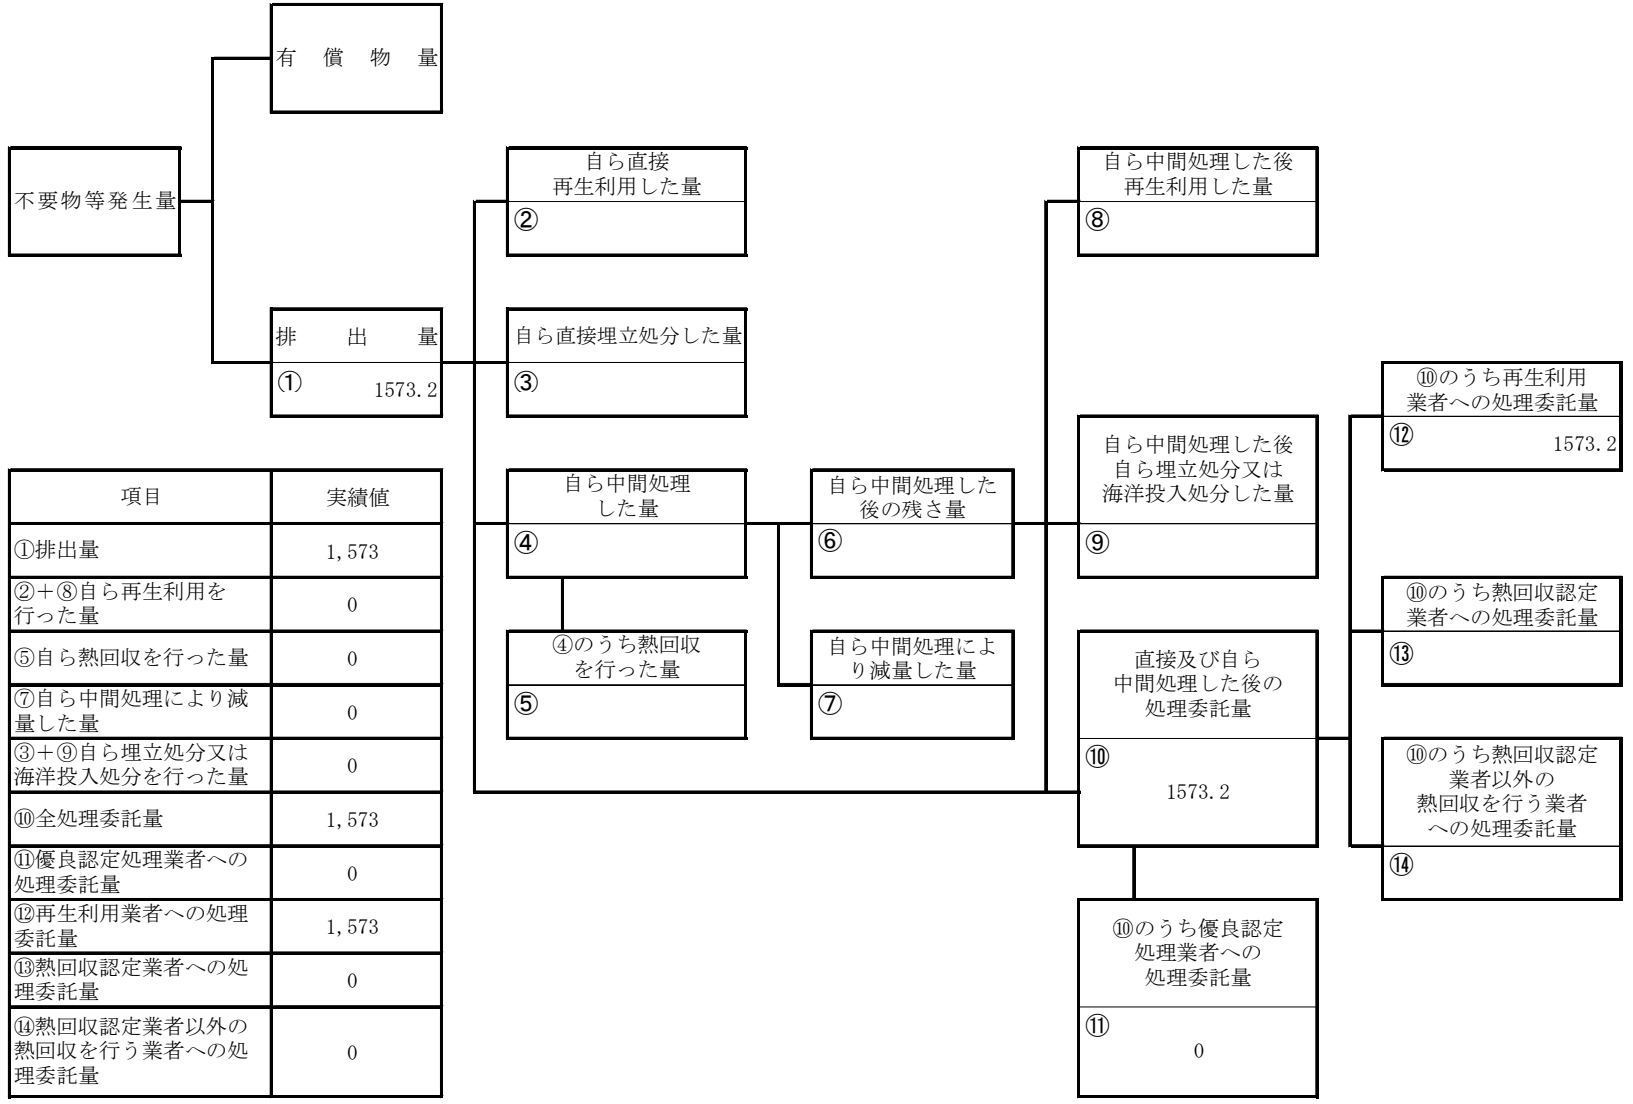 有償物量
不要物等発生量
排出量
① 1573.2
自ら直接
再生利用した量
②
自ら直接埋立処分した量
③
自ら中間処理
した量
④
④のうち熱回収
を行った量
⑤
自ら中間処理した
後の残さ量
⑥
自ら中間処理によ
り減量した量
⑦
自ら中間処理した後
再生利用した量
⑧
自ら中間処理した後
自ら埋立処分又は
海洋投入処分した量
⑨
直接及び自ら
中間処理した後の
処理委託量
⑩
1573.2
⑩のうち優良認定
処理業者への
処理委託量
⑪
0
⑩のうち再生利用
業者への処理委託量
⑫ 1573.2
⑩のうち熱回収認定
業者への処理委託量
⑬
⑩のうち熱回収認定
業者以外の
熱回収を行う業者
への処理委託量
⑭
項目 実績値
①排出量 1,573
②+⑧自ら再生利用を
行った量 0
⑤自ら熱回収を行った量 0
⑦自ら中間処理により減
量した量 0
③+⑨自ら埋立処分又は
海洋投入処分を行った量 0
⑩全処理委託量 1,573
⑪優良認定処理業者への
処理委託量 0
⑫再生利用業者への処理
委託量 1,573
⑬熱回収認定業者への処
理委託量 0
⑭熱回収認定業者以外の
熱回収を行う業者への処
理委託量 0